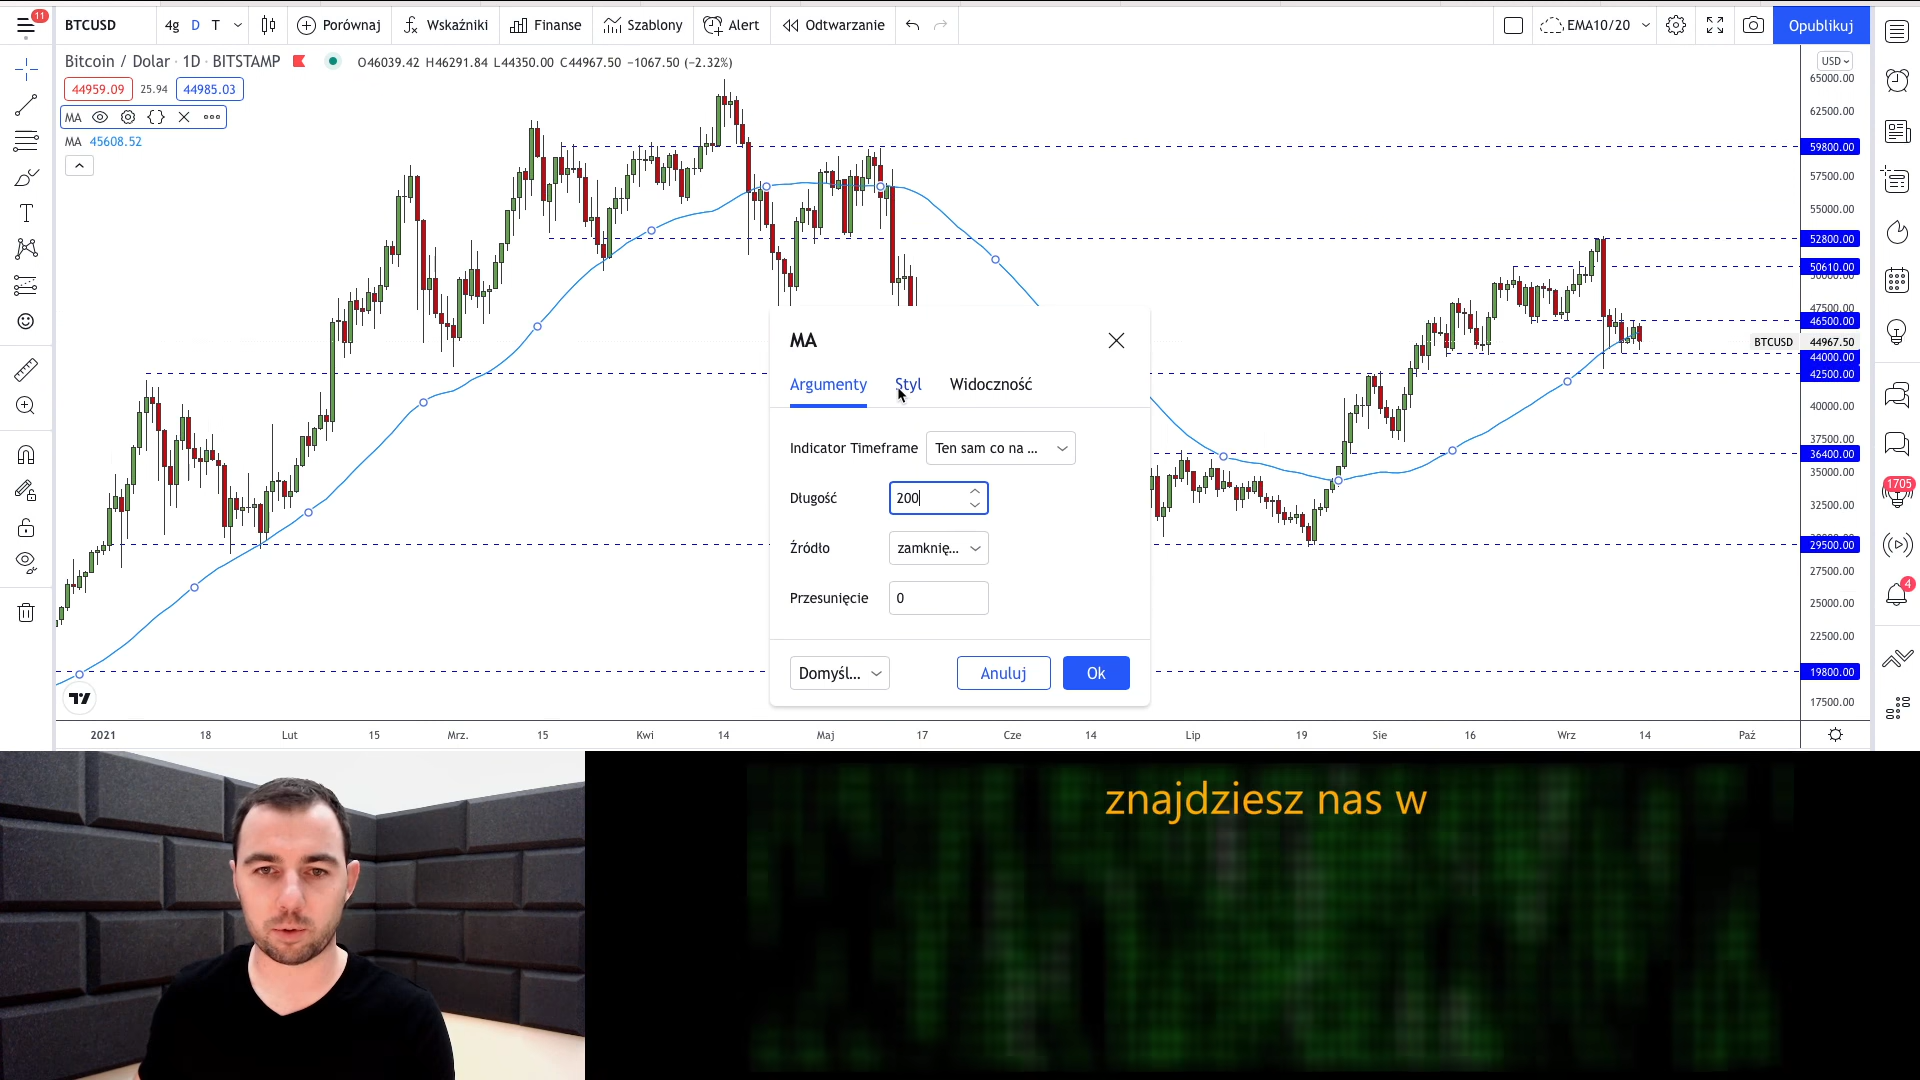 11
BTCUSD
4g D T
Porównaj
Wskaźniki
Finanse
Szablony
Alert
Odtwarzanie
EMA10/20
Opublikuj
Bitcoin / Dolar · 1D · BITSTAMP
O46039.42 H46291.84 L44350.00 C44967.50 −1067.50 (−2.32%)
USD
44959.09 25.94 44985.03
MA
MA 45608.52
65000.00
62500.00
59800.00
57500.00
55000.00
52800.00
50610.00
50000.00
47500.00
46500.00
BTCUSD 44967.50
44000.00
42500.00
40000.00
37500.00
36400.00
35000.00
32500.00
29500.00
27500.00
25000.00
22500.00
19800.00
17500.00
MA
Argumenty Styl Widoczność
Indicator Timeframe Ten sam co na ...
Długość 200
Źródło zamknię...
Przesunięcie 0
Domyśl... Anuluj Ok
1705
4
2021 18 Lut 15 Mrz. 15 Kwi 14 Maj 17 Cze 14 Lip 19 Sie 16 Wrz 14 Paź
znajdziesz nas w